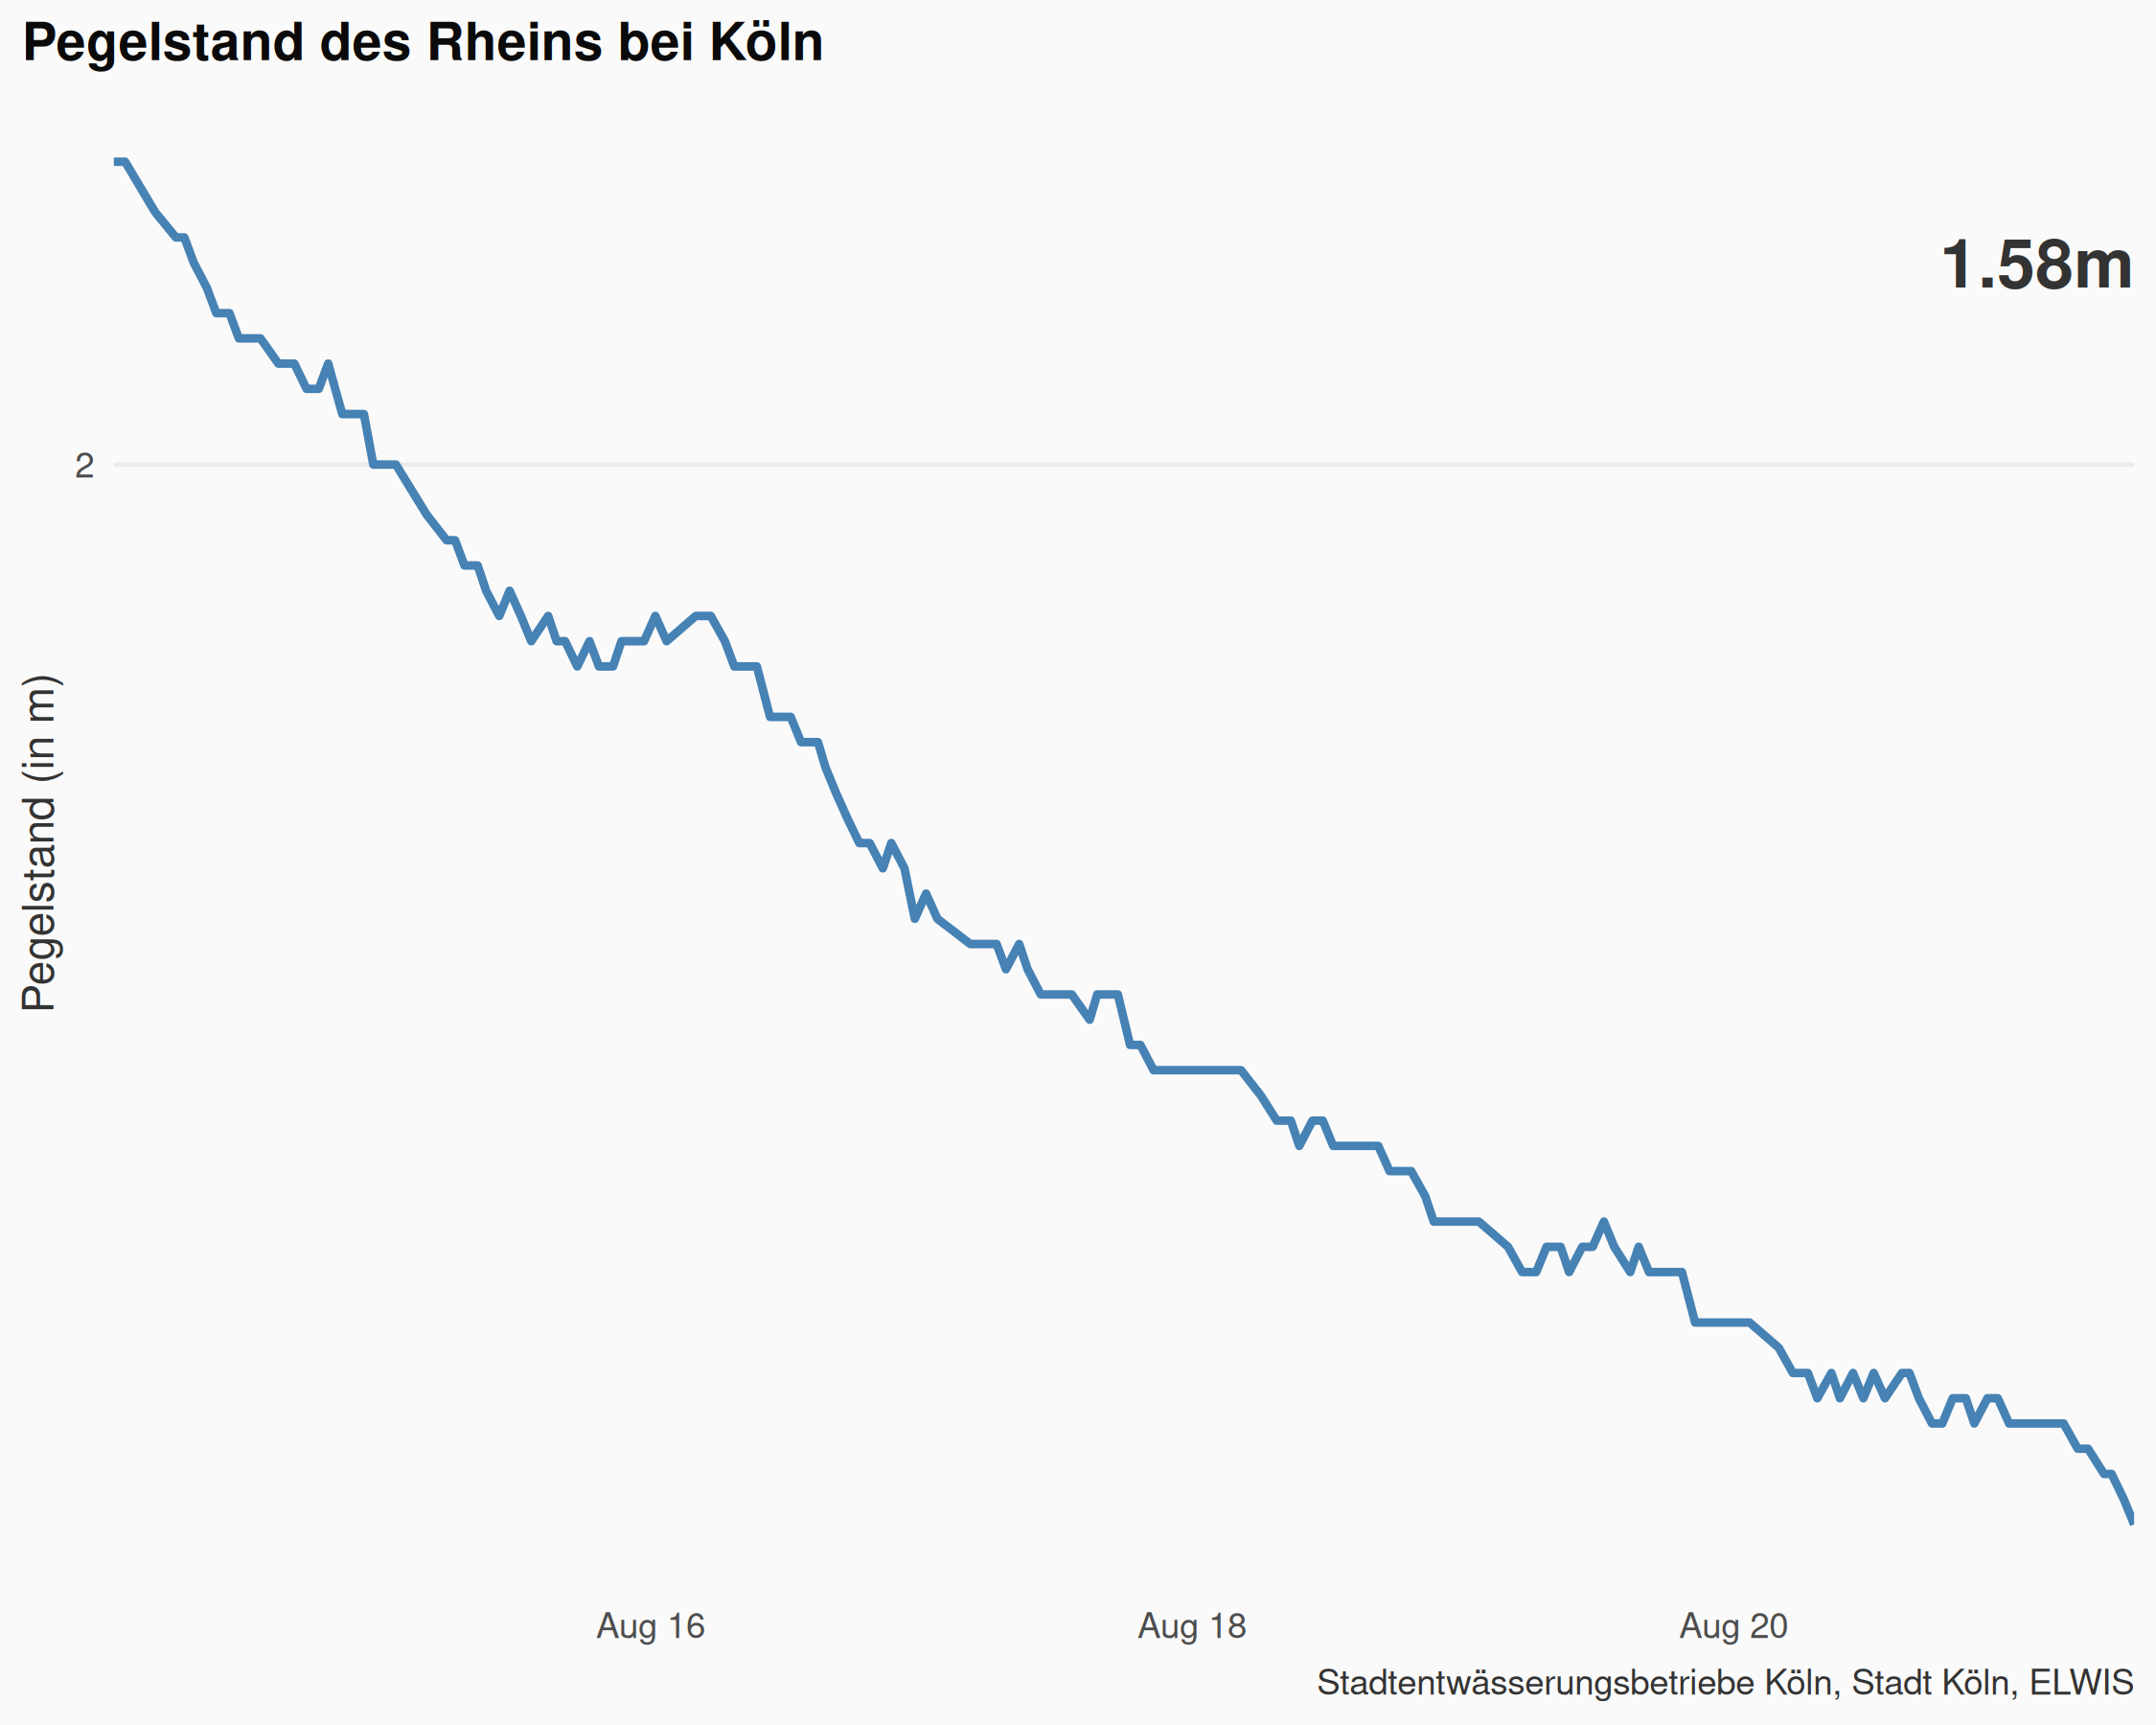 Pegelstand des Rheins bei Köln
1.58m
2
Pegelstand (in m)
Aug 16
Aug 18
Aug 20
Stadtentwässerungsbetriebe Köln, Stadt Köln, ELWIS